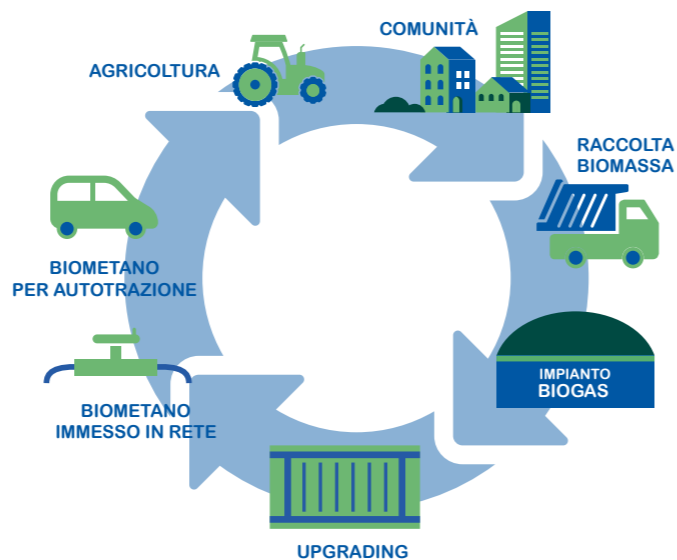 COMUNITÀ
AGRICOLTURA
RACCOLTA
BIOMASSA
IMPIANTO
BIOGAS
UPGRADING
BIOMETANO
IMMESSO IN RETE
BIOMETANO
PER AUTOTRAZIONE